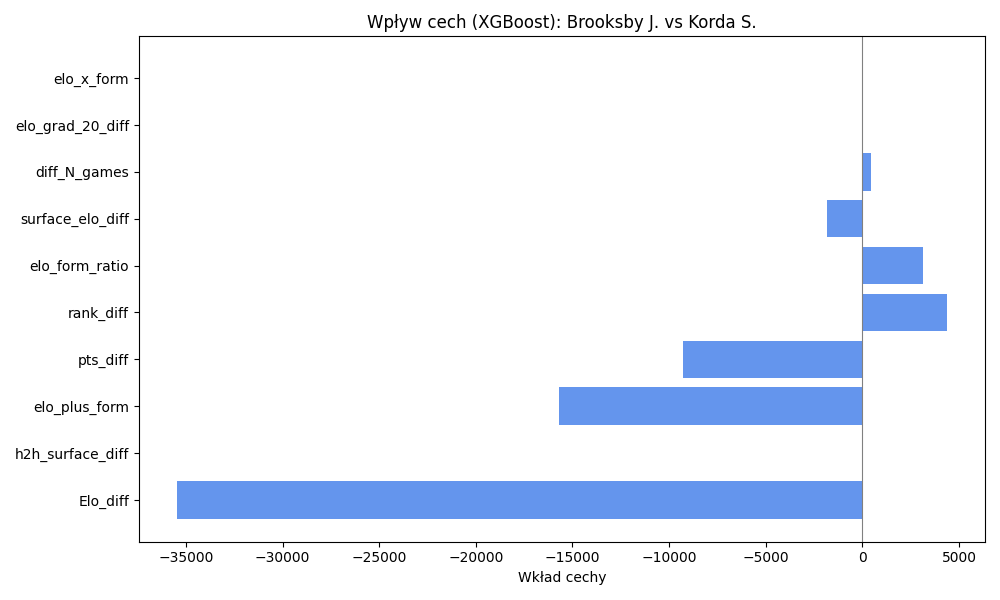 Wpływ cech (XGBoost): Brooksby J. vs Korda S.
elo_x_form
elo_grad_20_diff
diff_N_games
surface_elo_diff
elo_form_ratio
rank_diff
pts_diff
elo_plus_form
h2h_surface_diff
Elo_diff
−35000 −30000 −25000 −20000 −15000 −10000 −5000 0 5000
Wkład cechy